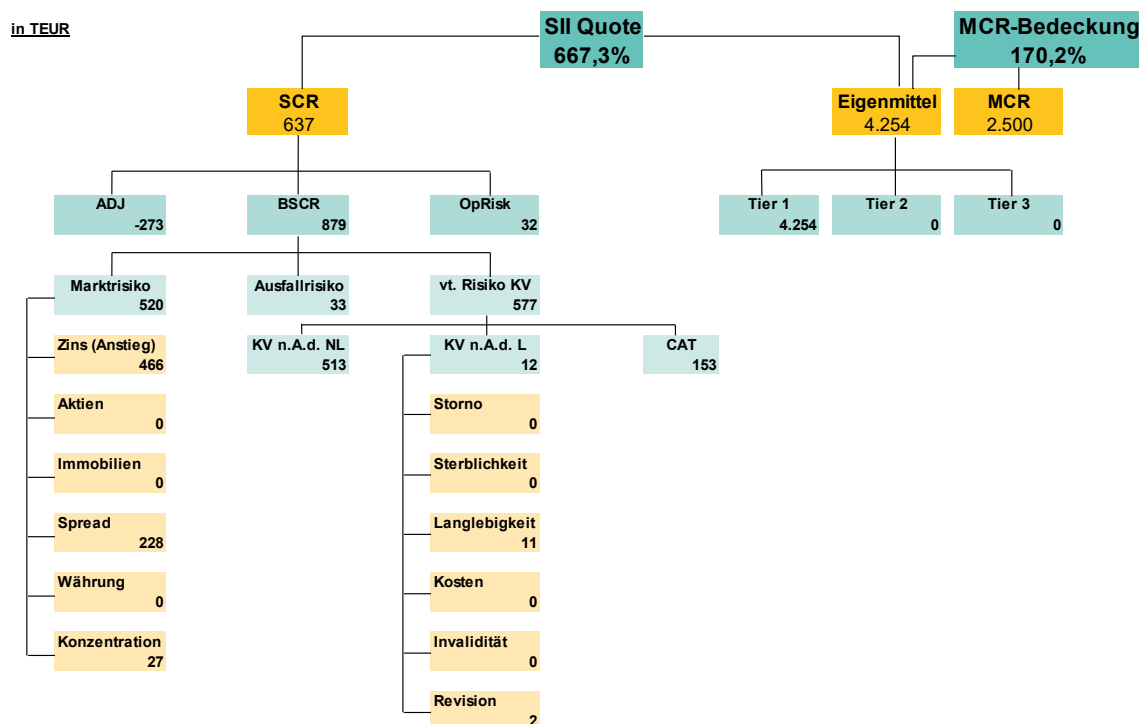 in TEUR
SII Quote
667,3%
MCR-Bedeckung
170,2%
SCR
637
Eigenmittel
4.254
MCR
2.500
ADJ
-273
BSCR
879
OpRisk
32
Tier 1
4.254
Tier 2
0
Tier 3
0
Marktrisiko
520
Ausfallrisiko
33
vt. Risiko KV
577
Zins (Anstieg)
466
KV n.A.d. NL
513
KV n.A.d. L
12
CAT
153
Aktien
0
Storno
0
Immobilien
0
Sterblichkeit
0
Spread
228
Langlebigkeit
11
Währung
0
Kosten
0
Konzentration
27
Invalidität
0
Revision
2